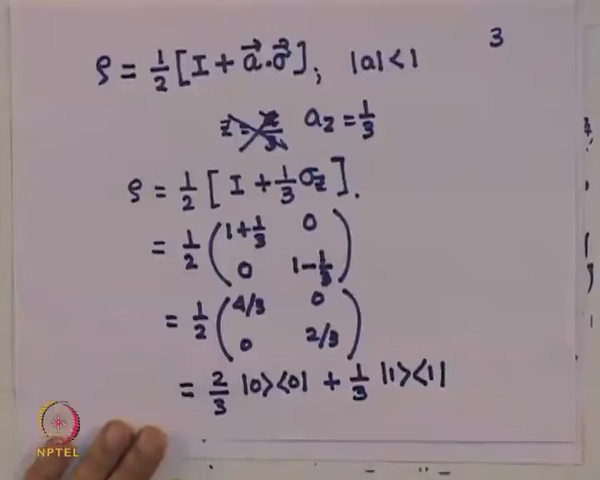 3
ρ = 1/2 [I + a⃗.σ⃗]; |a|<1
a_z = 1/3
ρ = 1/2 [I + 1/3 σ_z].
= 1/2 (1+1/3 0
0 1-1/3)
= 1/2 (4/3 0
0 2/3)
= 2/3 |0><0| + 1/3 |1><1|
NPTEL